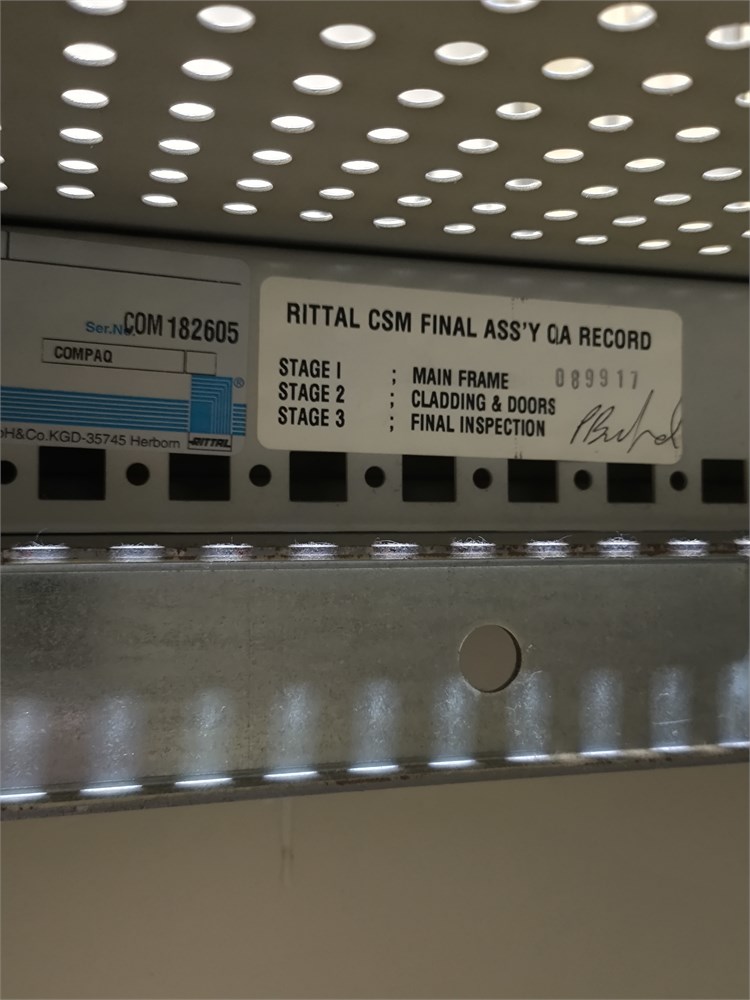 Ser.No. COM 182605
COMPAQ
®
bH&Co.KGD-35745 Herborn
RITTAL
RITTAL CSM FINAL ASS'Y QA RECORD
STAGE I ; MAIN FRAME 089917
STAGE 2 ; CLADDING & DOORS
STAGE 3 ; FINAL INSPECTION